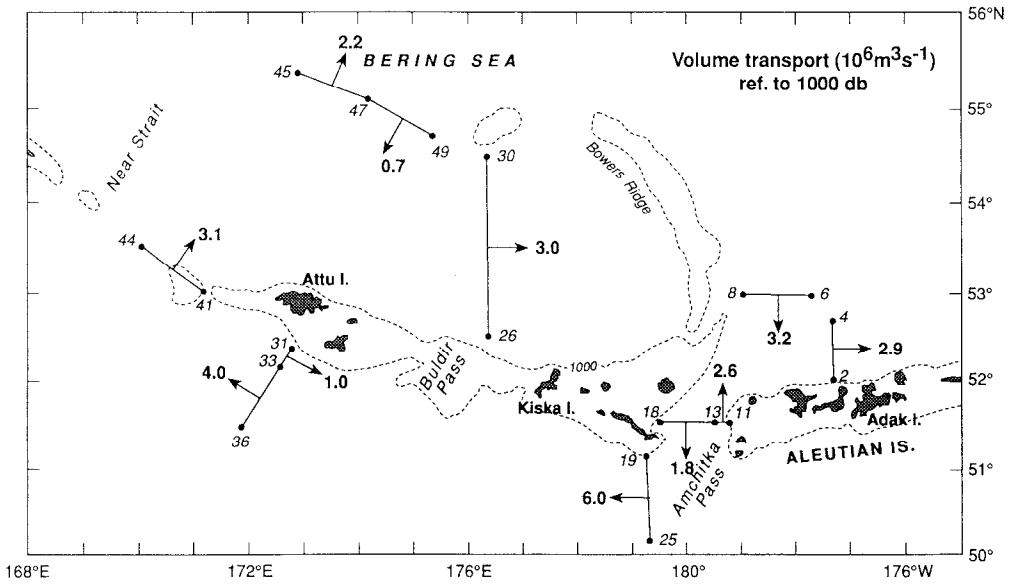 56°N
2.2
BERING SEA
Volume transport (10⁶m³s⁻¹)
ref. to 1000 db
45
47
49
0.7
30
55°
Near Strait
Bowers Ridge
54°
44
3.1
3.0
41
Attu I.
8
6
53°
4
3.2
26
2.9
31
33
1.0
4.0
36
Buldir
Pass
1000
2
52°
Kiska I.
2.6
18
13
11
Adak I.
ALEUTIAN IS.
19
1.8
Amchitka
Pass
51°
6.0
25
50°
168°E
172°E
176°E
180°
176°W